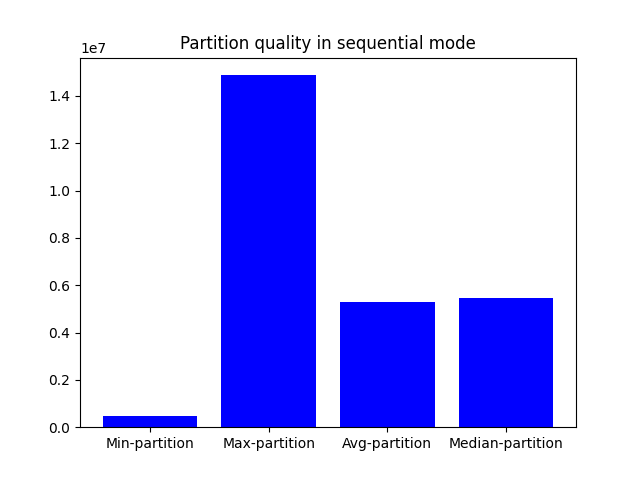 Partition quality in sequential mode
1e7
1.4
1.2
1.0
0.8
0.6
0.4
0.2
0.0
Min-partition Max-partition Avg-partition Median-partition